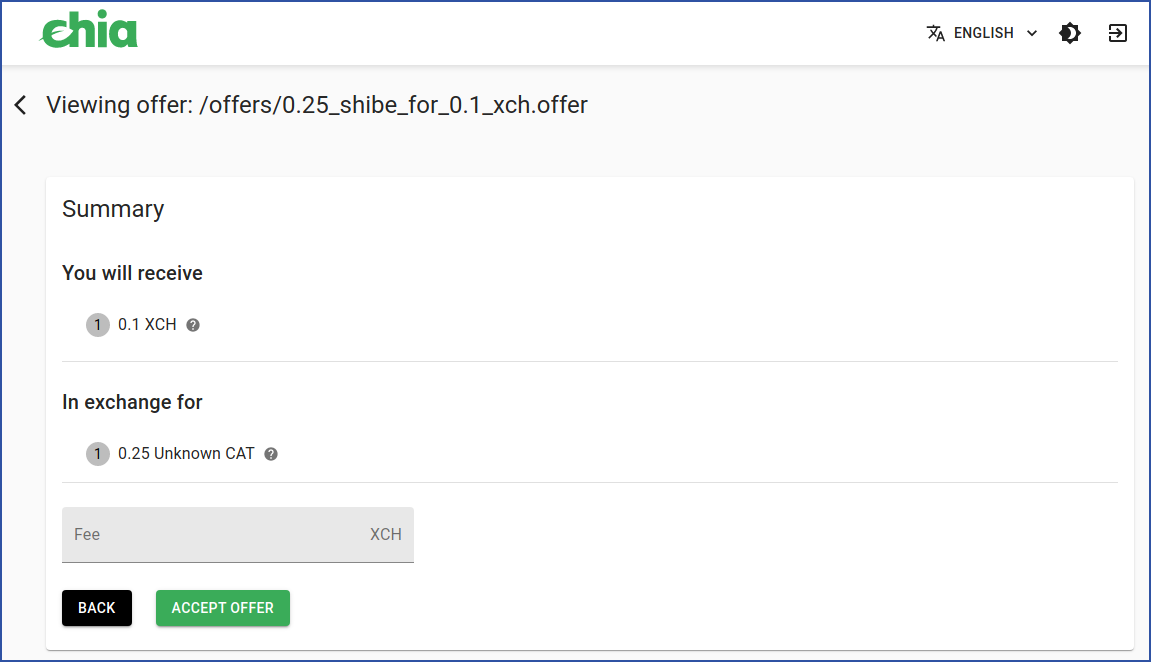 chia
ENGLISH
Viewing offer: /offers/0.25_shibe_for_0.1_xch.offer
Summary
You will receive
1 0.1 XCH ?
In exchange for
1 0.25 Unknown CAT ?
Fee XCH
BACK ACCEPT OFFER